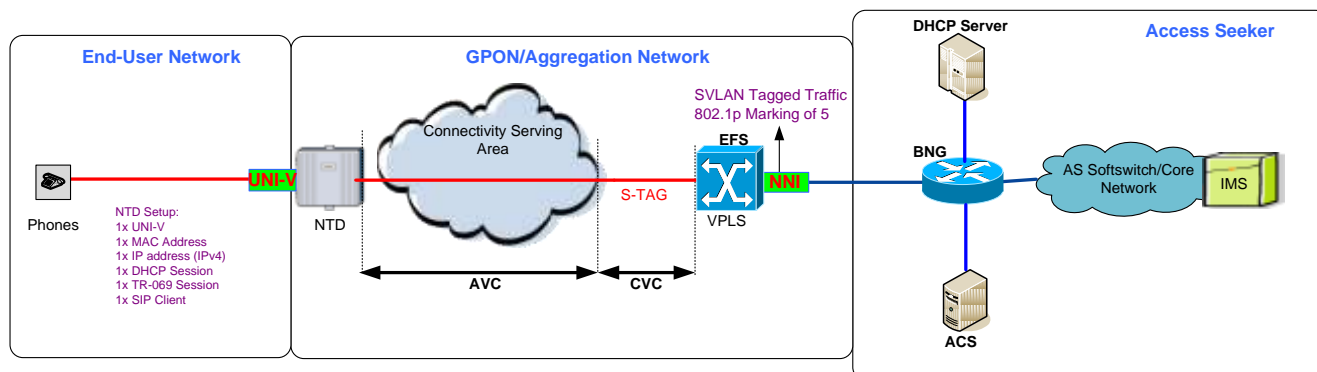 End-User Network
GPON/Aggregation Network
Access Seeker
DHCP Server
SVLAN Tagged Traffic
802.1p Marking of 5
Connectivity Serving
Area
EFS
BNG
UNI-V
NNI
AS Softswitch/Core
Network
IMS
S-TAG
Phones
NTD
VPLS
NTD Setup:
1x UNI-V
1x MAC Address
1x IP address (IPv4)
1x DHCP Session
1x TR-069 Session
1x SIP Client
AVC
CVC
ACS